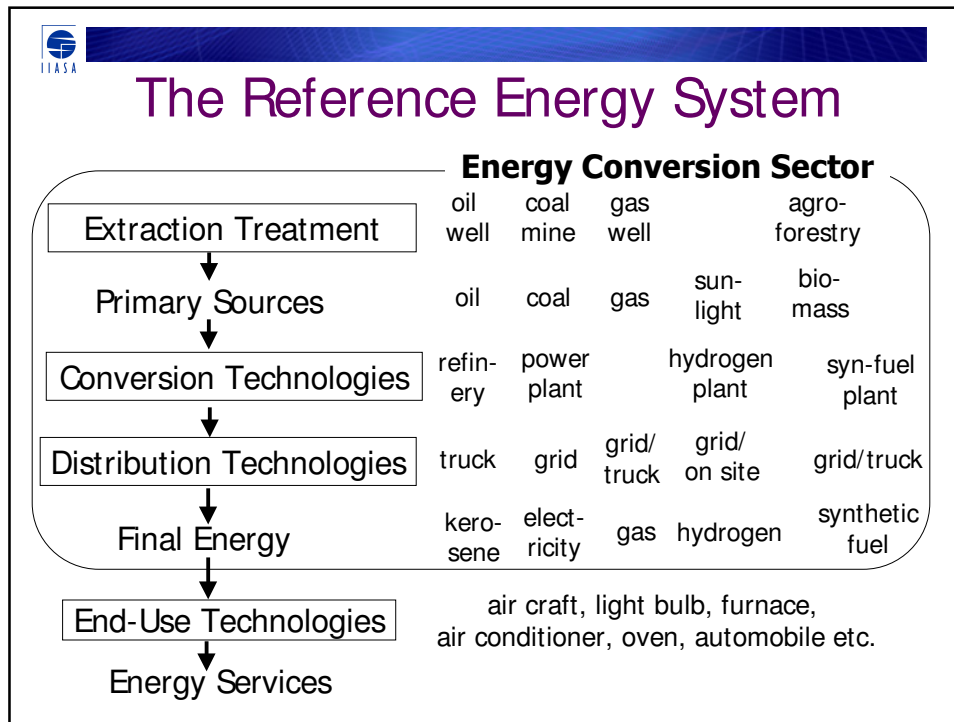 IIASA
The Reference Energy System
Energy Conversion Sector
Extraction Treatment
oil coal gas agro-
well mine well forestry
Primary Sources
oil coal gas sun- bio-
light mass
Conversion Technologies
refin- power hydrogen syn-fuel
ery plant plant plant
Distribution Technologies
truck grid grid/ grid/ grid/truck
truck on site
Final Energy
kero- elect- gas hydrogen synthetic
sene ricity fuel
End-Use Technologies
air craft, light bulb, furnace,
air conditioner, oven, automobile etc.
Energy Services